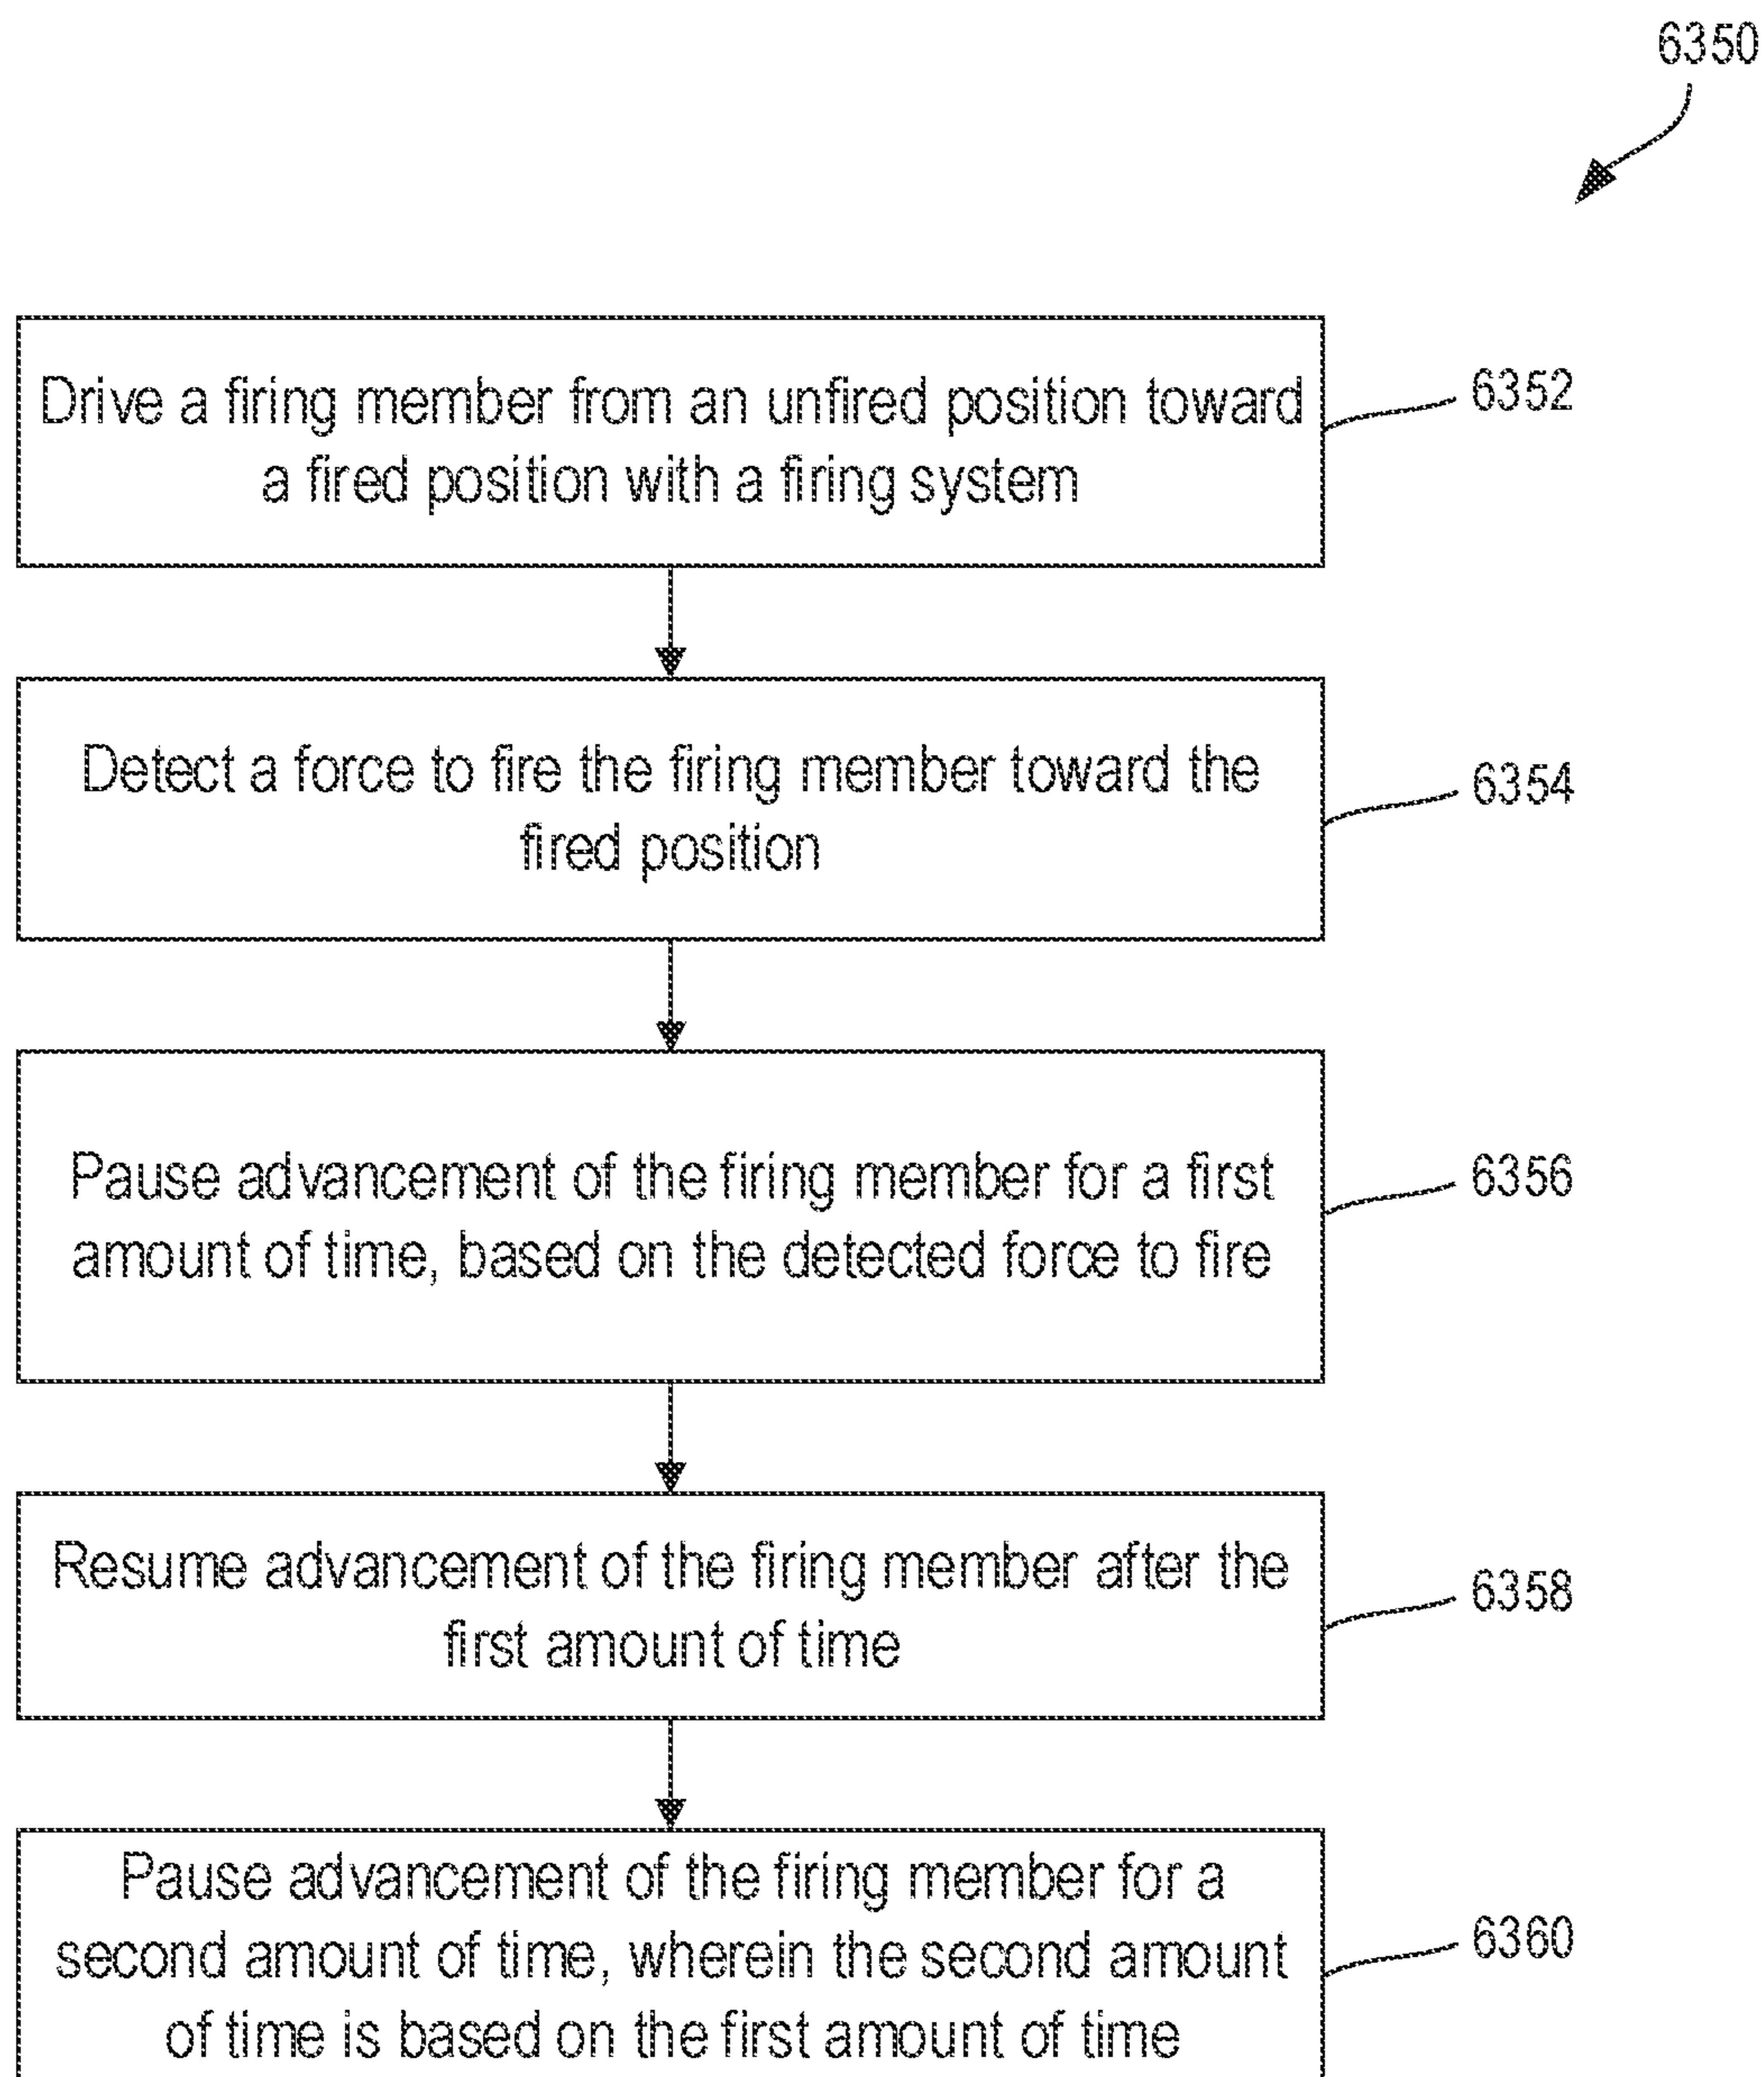 6350
Drive a firing member from an unfired position toward
a fired position with a firing system
6352
Detect a force to fire the firing member toward the
fired position
6354
Pause advancement of the firing member for a first
amount of time, based on the detected force to fire
6356
Resume advancement of the firing member after the
first amount of time
6358
Pause advancement of the firing member for a
second amount of time, wherein the second amount
of time is based on the first amount of time
6360